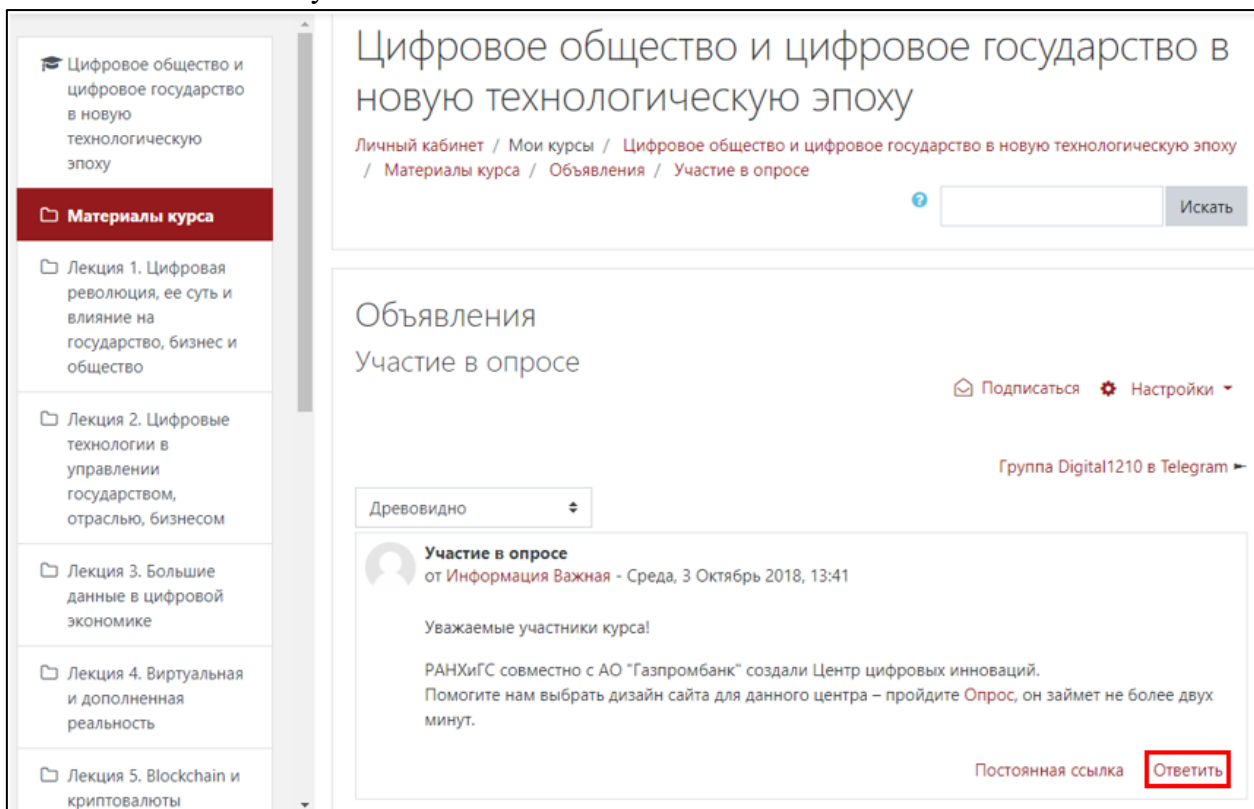 Цифровое общество и
цифровое государство
в новую
технологическую
эпоху
Материалы курса
Лекция 1. Цифровая
революция, ее суть и
влияние на
государство, бизнес и
общество
Лекция 2. Цифровые
технологии в
управлении
государством,
отраслью, бизнесом
Лекция 3. Большие
данные в цифровой
экономике
Лекция 4. Виртуальная
и дополненная
реальность
Лекция 5. Blockchain и
криптовалюты
Цифровое общество и цифровое государство в
новую технологическую эпоху
Личный кабинет / Мои курсы / Цифровое общество и цифровое государство в новую технологическую эпоху
/ Материалы курса / Объявления / Участие в опросе
Искать
Объявления
Участие в опросе
Подписаться Настройки
Группа Digital1210 в Telegram ►
Древовидно
Участие в опросе
от Информация Важная - Среда, 3 Октябрь 2018, 13:41
Уважаемые участники курса!
РАНХиГС совместно с АО "Газпромбанк" создали Центр цифровых инноваций.
Помогите нам выбрать дизайн сайта для данного центра – пройдите Опрос, он займет не более двух
минут.
Постоянная ссылка Ответить